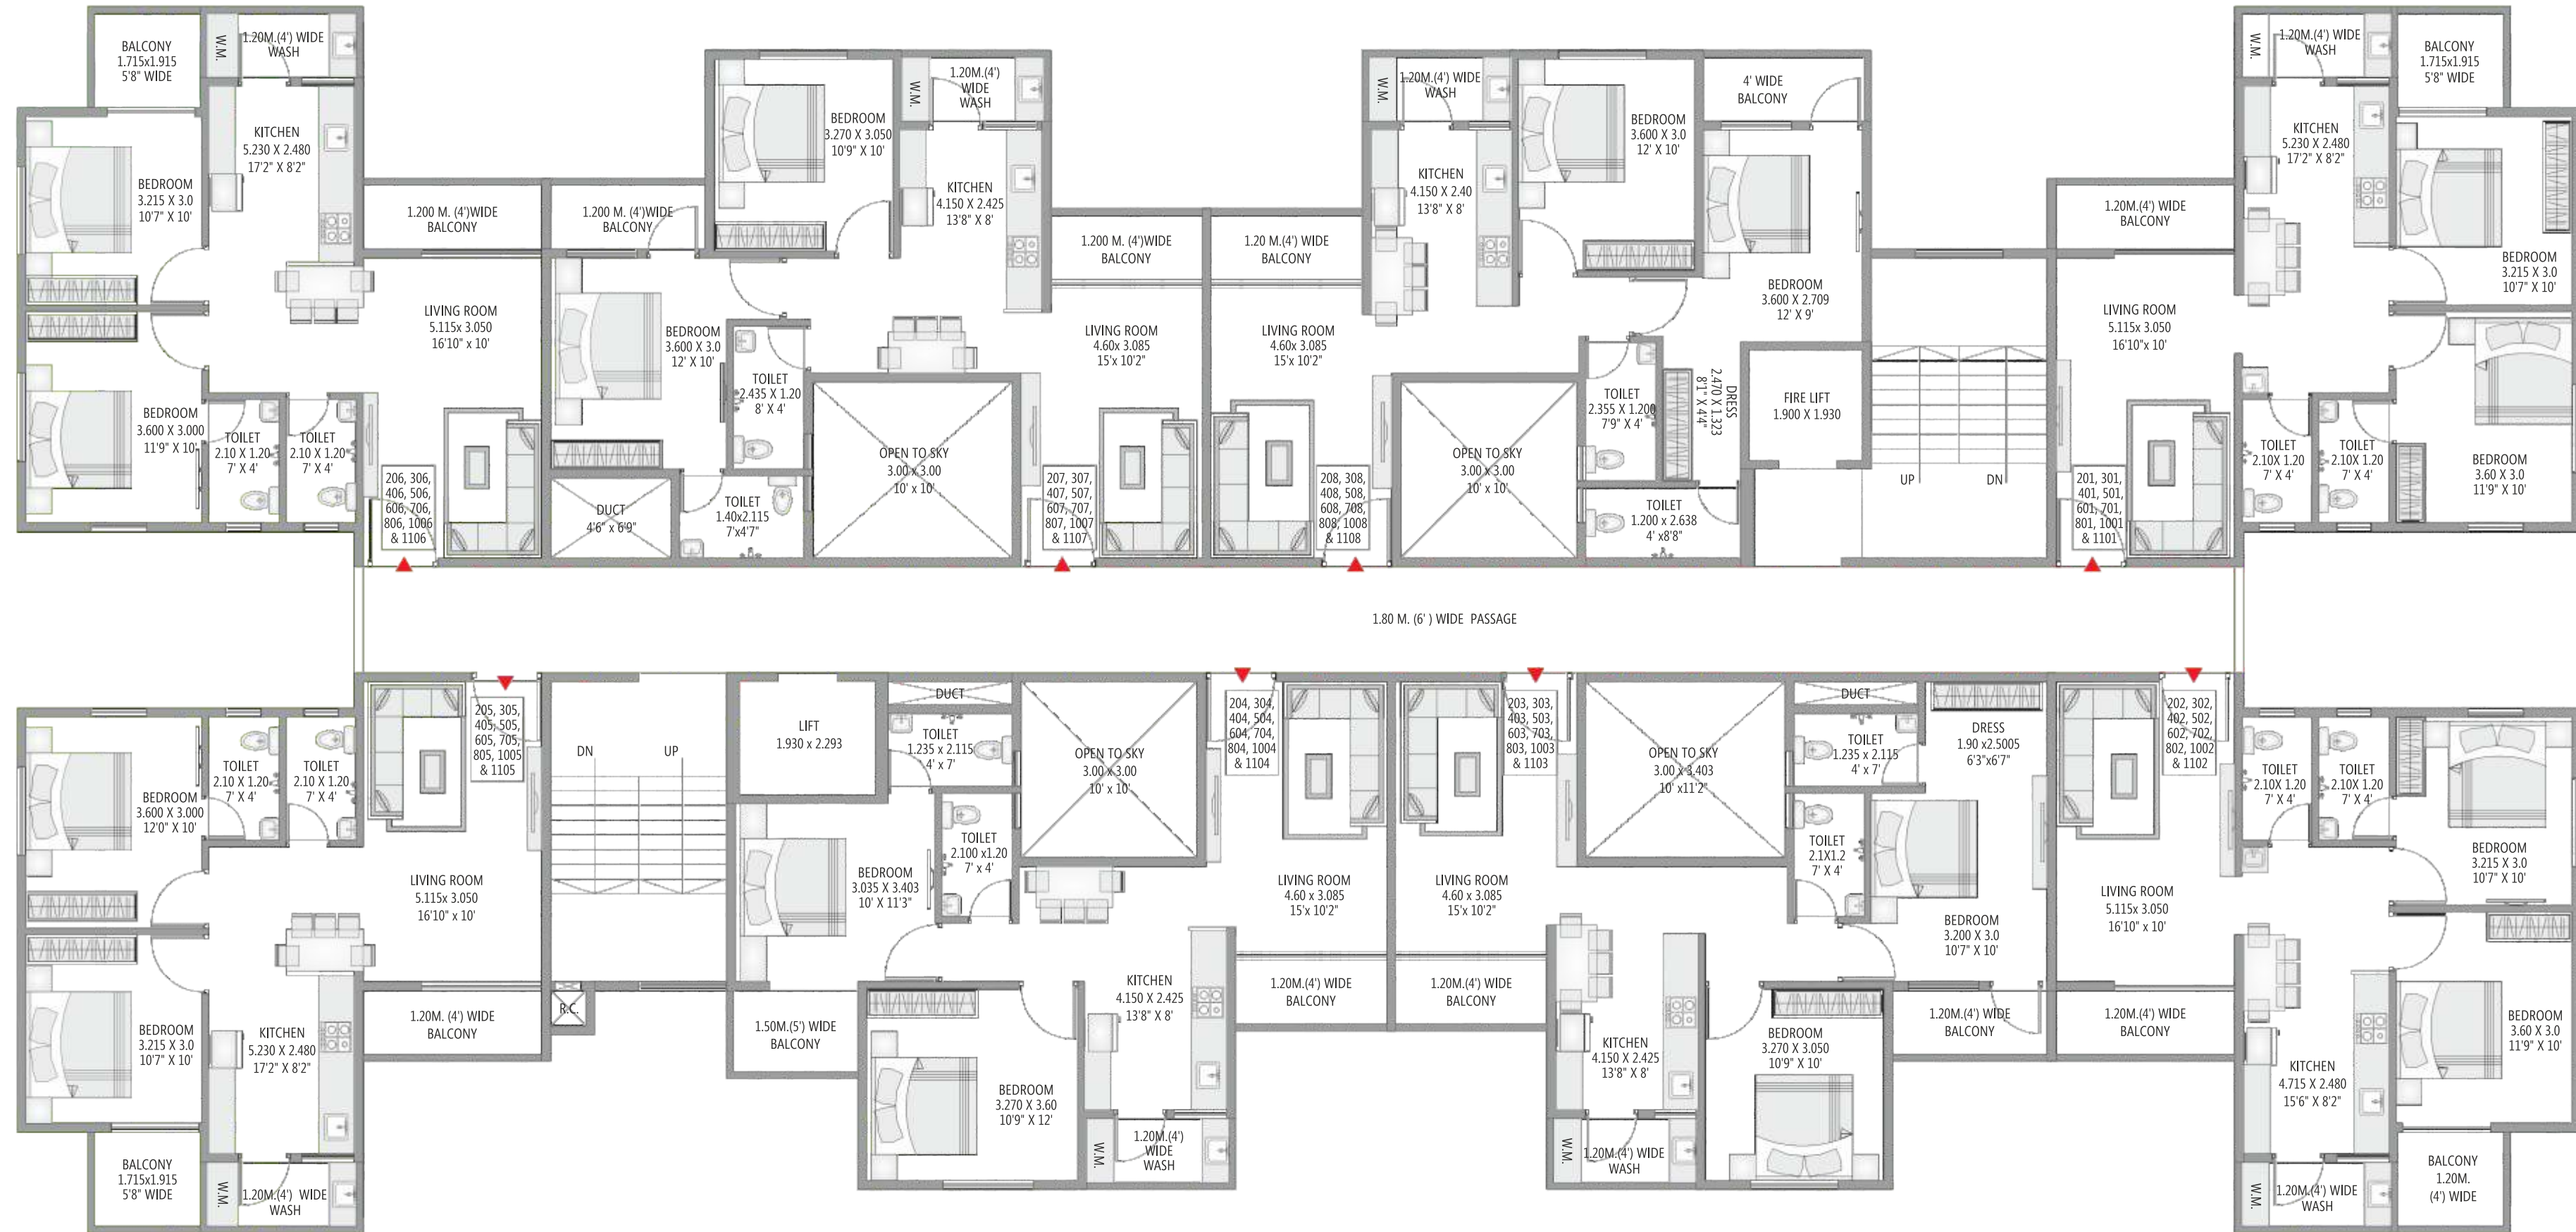 BALCONY
1.715x1.915
5'8" WIDE
W.M.
1.20M.(4') WIDE
WASH
KITCHEN
5.230 X 2.480
17'2" X 8'2"
BEDROOM
3.215 X 3.0
10'7" X 10'
1.200 M. (4')WIDE
BALCONY
LIVING ROOM
5.115x 3.050
16'10" x 10'
BEDROOM
3.600 X 3.000
11'9" X 10'
TOILET
2.10 X 1.20
7' X 4'
TOILET
2.10 X 1.20
7' X 4'
206, 306,
406, 506,
606, 706,
806, 1006
& 1106
1.200 M. (4')WIDE
BALCONY
BEDROOM
3.270 X 3.050
10'9" X 10'
W.M.
1.20M.(4')
WIDE
WASH
KITCHEN
4.150 X 2.425
13'8" X 8'
BEDROOM
3.600 X 3.0
12' X 10'
TOILET
2.435 X 1.20
8' X 4'
DUCT
4'6" x 6'9"
TOILET
1.40x2.115
7'x4'7"
OPEN TO SKY
3.00 x 3.00
10' x 10'
1.200 M. (4')WIDE
BALCONY
LIVING ROOM
4.60x 3.085
15'x 10'2"
207, 307,
407, 507,
607, 707,
807, 1007
& 1107
1.20 M.(4') WIDE
BALCONY
LIVING ROOM
4.60x 3.085
15'x 10'2"
208, 308,
408, 508,
608, 708,
808, 1008
& 1108
W.M.
1.20M.(4') WIDE
WASH
KITCHEN
4.150 X 2.40
13'8" X 8'
BEDROOM
3.600 X 3.0
12' X 10'
4' WIDE
BALCONY
BEDROOM
3.600 X 2.709
12' X 9'
OPEN TO SKY
3.00 x 3.00
10' x 10'
TOILET
2.355 X 1.200
7'9" X 4'
DRESS
2.470 X 1.323
8'1" X 4'4"
TOILET
1.200 x 2.638
4' x8'8"
FIRE LIFT
1.900 X 1.930
UP
DN
1.20M.(4') WIDE
BALCONY
LIVING ROOM
5.115x 3.050
16'10"x 10'
201, 301,
401, 501,
601, 701,
801, 1001
& 1101
W.M.
1.20M.(4') WIDE
WASH
BALCONY
1.715x1.915
5'8" WIDE
KITCHEN
5.230 X 2.480
17'2" X 8'2"
BEDROOM
3.215 X 3.0
10'7" X 10'
TOILET
2.10X 1.20
7' X 4'
TOILET
2.10X 1.20
7' X 4'
BEDROOM
3.60 X 3.0
11'9" X 10'
1.80 M. (6' ) WIDE PASSAGE
205, 305,
405, 505,
605, 705,
805, 1005
& 1105
TOILET
2.10 X 1.20
7' X 4'
TOILET
2.10 X 1.20
7' X 4'
BEDROOM
3.600 X 3.000
12'0" X 10'
LIVING ROOM
5.115x 3.050
16'10" x 10'
BEDROOM
3.215 X 3.0
10'7" X 10'
KITCHEN
5.230 X 2.480
17'2" X 8'2"
1.20M. (4') WIDE
BALCONY
BALCONY
1.715x1.915
5'8" WIDE
W.M.
1.20M.(4') WIDE
WASH
DN
UP
R.C.
LIFT
1.930 x 2.293
DUCT
TOILET
1.235 x 2.115
4' x 7'
TOILET
2.100 x1.20
7' x 4'
BEDROOM
3.035 X 3.403
10' X 11'3"
1.50M.(5') WIDE
BALCONY
OPEN TO SKY
3.00 x 3.00
10' x 10'
BEDROOM
3.270 X 3.60
10'9" X 12'
KITCHEN
4.150 X 2.425
13'8" X 8'
W.M.
1.20M.(4')
WIDE
WASH
204, 304,
404, 504,
604, 704,
804, 1004
& 1104
LIVING ROOM
4.60 x 3.085
15'x 10'2"
1.20M.(4') WIDE
BALCONY
203, 303,
403, 503,
603, 703,
803, 1003
& 1103
LIVING ROOM
4.60 x 3.085
15'x 10'2"
1.20M.(4') WIDE
BALCONY
OPEN TO SKY
3.00 x 3.403
10' x11'2"
KITCHEN
4.150 X 2.425
13'8" X 8'
W.M.
1.20M.(4') WIDE
WASH
BEDROOM
3.270 X 3.050
10'9" X 10'
DUCT
TOILET
1.235 x 2.115
4' x 7'
TOILET
2.1X1.2
7' X 4'
DRESS
1.90 x2.5005
6'3"x6'7"
BEDROOM
3.200 X 3.0
10'7" X 10'
1.20M.(4') WIDE
BALCONY
202, 302,
402, 502,
602, 702,
802, 1002
& 1102
LIVING ROOM
5.115x 3.050
16'10" x 10'
1.20M.(4') WIDE
BALCONY
TOILET
2.10X 1.20
7' X 4'
TOILET
2.10X 1.20
7' X 4'
BEDROOM
3.215 X 3.0
10'7" X 10'
BEDROOM
3.60 X 3.0
11'9" X 10'
KITCHEN
4.715 X 2.480
15'6" X 8'2"
W.M.
1.20M.(4') WIDE
WASH
BALCONY
1.20M.
(4') WIDE